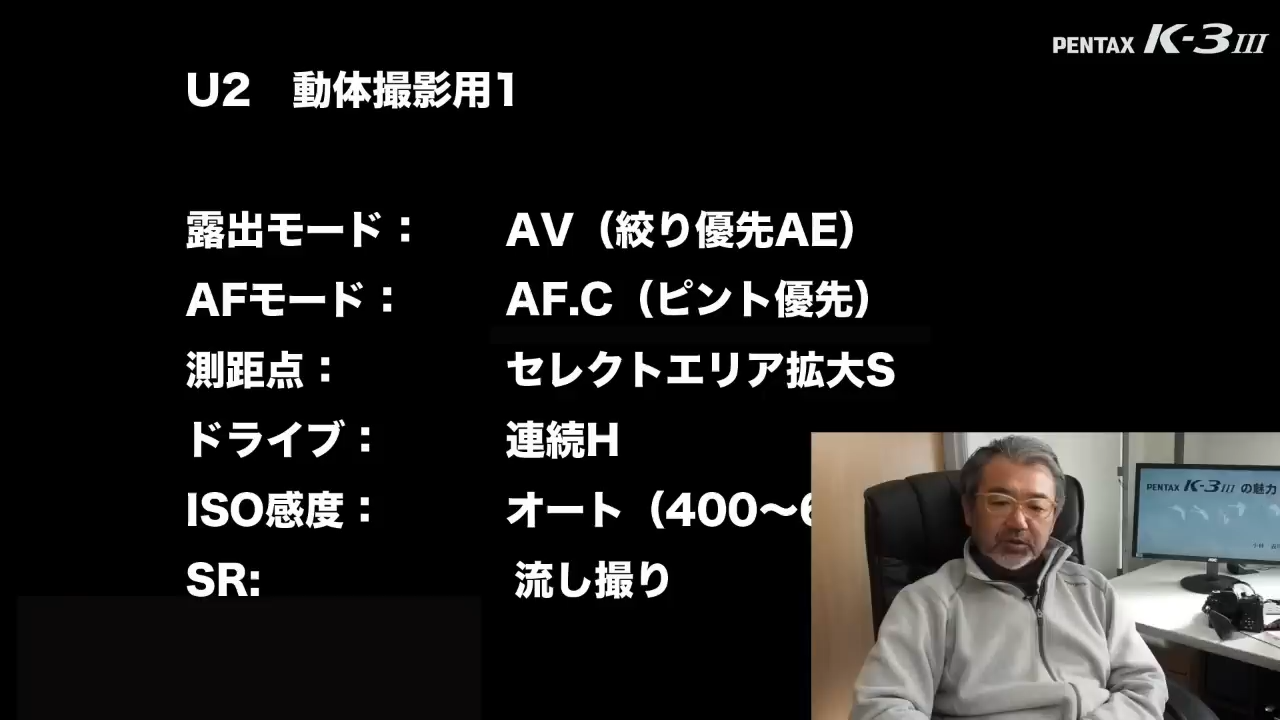 PENTAX K-3 III
U2　動体撮影用1
露出モード：　AV（絞り優先AE）
AFモード：　AF.C（ピント優先）
測距点：　セレクトエリア拡大S
ドライブ：　連続H
ISO感度：　オート（400〜6
SR:　流し撮り
PENTAX K-3 III の魅力